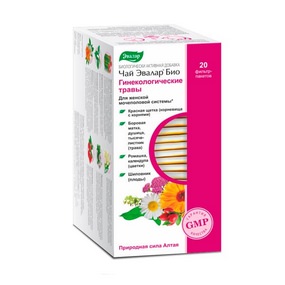 Эвалар
БИОЛОГИЧЕСКИ АКТИВНАЯ ДОБАВКА
Чай Эвалар Био
Гинекологические
травы
20
фильтр-
пакетов
Для женской
мочеполовой системы
Красная щетка (корневища
с корнями)
Боровая
матка,
душица,
тысяче-
листник
(трава)
Ромашка,
календула
(цветки)
Шиповник
(плоды)
GMP
Природная сила Алтая